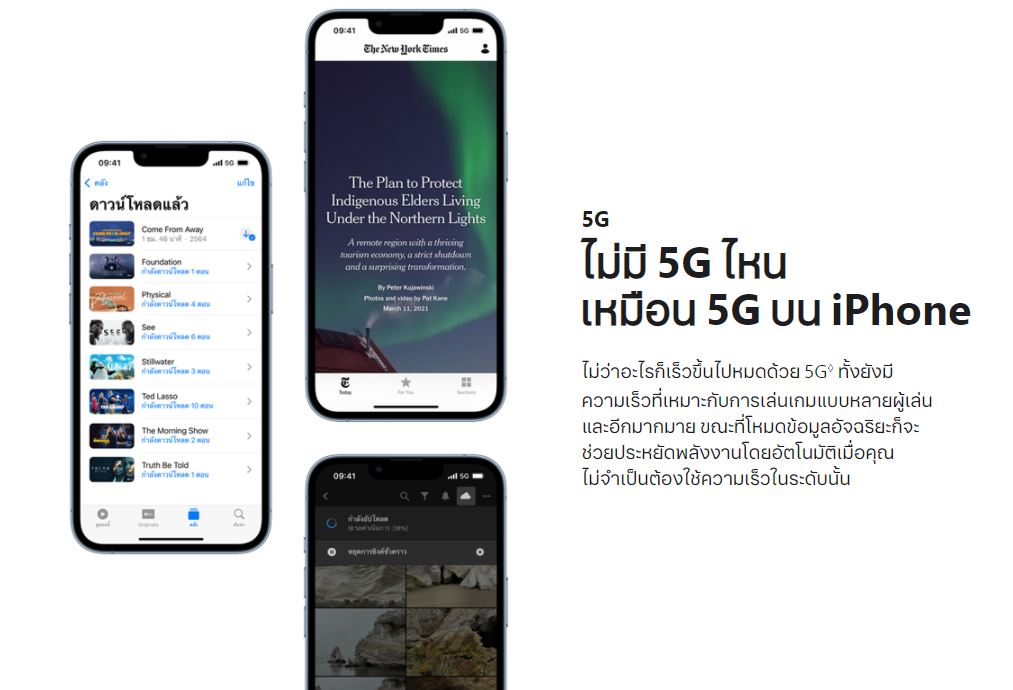 09:41
5G
คลัง
แก้ไข
ดาวน์โหลดแล้ว
Come From Away
1 ชม. 46 นาที · 2564
Foundation
กำลังดาวน์โหลด 1 ตอน
Physical
กำลังดาวน์โหลด 4 ตอน
See
กำลังดาวน์โหลด 6 ตอน
Stillwater
กำลังดาวน์โหลด 3 ตอน
Ted Lasso
กำลังดาวน์โหลด 10 ตอน
The Morning Show
กำลังดาวน์โหลด 2 ตอน
Truth Be Told
กำลังดาวน์โหลด 1 ตอน
Originals
คลัง
ค้นหา
09:41
5G
The New York Times
The Plan to Protect
Indigenous Elders Living
Under the Northern Lights
A remote region with a thriving
tourism economy, a strict shutdown
and a surprising transformation.
By Peter Kujawinski
Photos and video by Pat Kane
March 11, 2021
Today
For You
Sections
09:41
5G
กำลังอัปโหลด
หยุดการซิงค์ชั่วคราว
5G
ไม่มี 5G ไหน
เหมือน 5G บน iPhone
ไม่ว่าอะไรก็เร็วขึ้นไปหมดด้วย 5G◊ ทั้งยังมี
ความเร็วที่เหมาะกับการเล่นเกมแบบหลายผู้เล่น
และอีกมากมาย ขณะที่โหมดข้อมูลอัจฉริยะก็จะ
ช่วยประหยัดพลังงานโดยอัตโนมัติเมื่อคุณ
ไม่จำเป็นต้องใช้ความเร็วในระดับนั้น